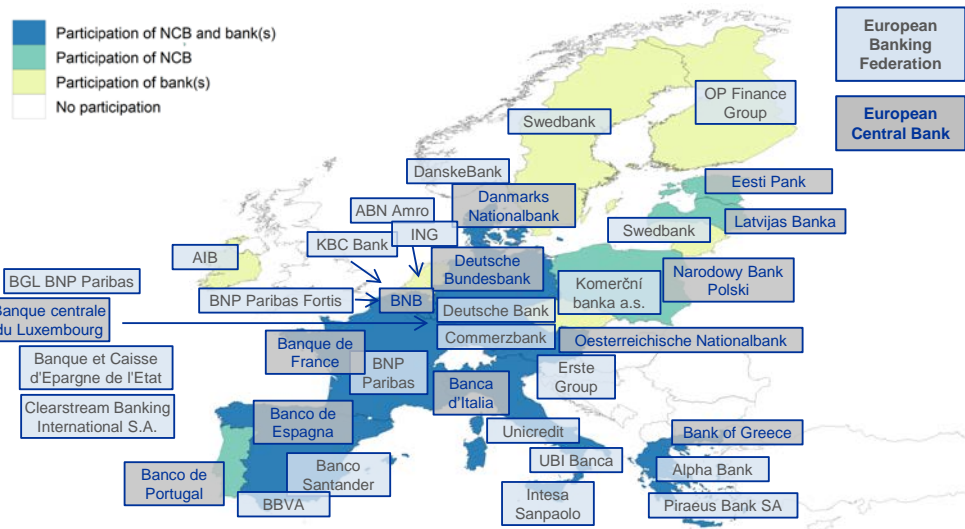 Participation of NCB and bank(s)
Participation of NCB
Participation of bank(s)
No participation
European
Banking
Federation
European
Central Bank
OP Finance
Group
Swedbank
DanskeBank
Danmarks
Nationalbank
Eesti Pank
Latvijas Banka
Swedbank
ABN Amro
ING
KBC Bank
AIB
Deutsche
Bundesbank
Narodowy Bank
Polski
Komerční
banka a.s.
BGL BNP Paribas
BNP Paribas Fortis
BNB
Deutsche Bank
Banque centrale
du Luxembourg
Commerzbank
Oesterreichische Nationalbank
Banque de
France
BNP
Paribas
Banque et Caisse
d'Epargne de l'Etat
Erste
Group
Banca
d'Italia
Clearstream Banking
International S.A.
Banco de
Espagna
Unicredit
Bank of Greece
UBI Banca
Alpha Bank
Banco de
Portugal
Banco
Santander
BBVA
Intesa
Sanpaolo
Piraeus Bank SA